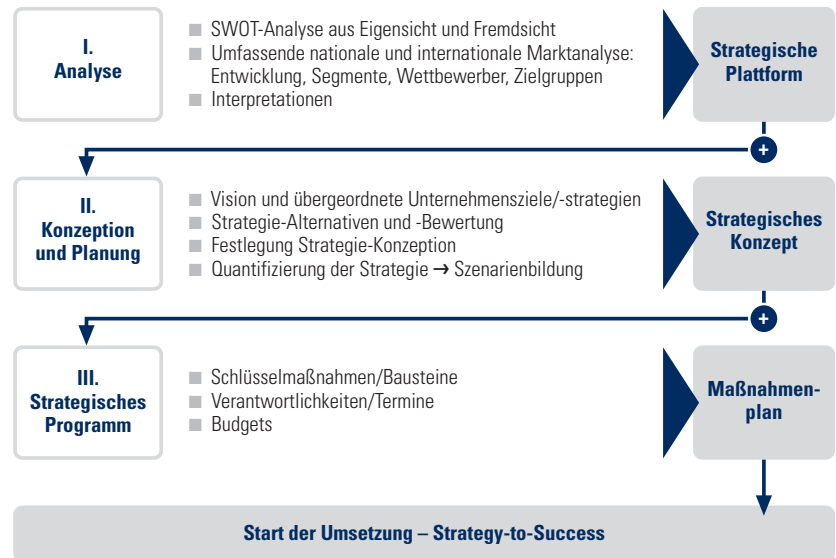 I.
Analyse
■ SWOT-Analyse aus Eigensicht und Fremdsicht
■ Umfassende nationale und internationale Marktanalyse:
Entwicklung, Segmente, Wettbewerber, Zielgruppen
■ Interpretationen
Strategische
Plattform
+
II.
Konzeption
und Planung
■ Vision und übergeordnete Unternehmensziele/-strategien
■ Strategie-Alternativen und -Bewertung
■ Festlegung Strategie-Konzeption
■ Quantifizierung der Strategie → Szenarienbildung
Strategisches
Konzept
+
III.
Strategisches
Programm
■ Schlüsselmaßnahmen/Bausteine
■ Verantwortlichkeiten/Termine
■ Budgets
Maßnahmen-
plan
Start der Umsetzung – Strategy-to-Success